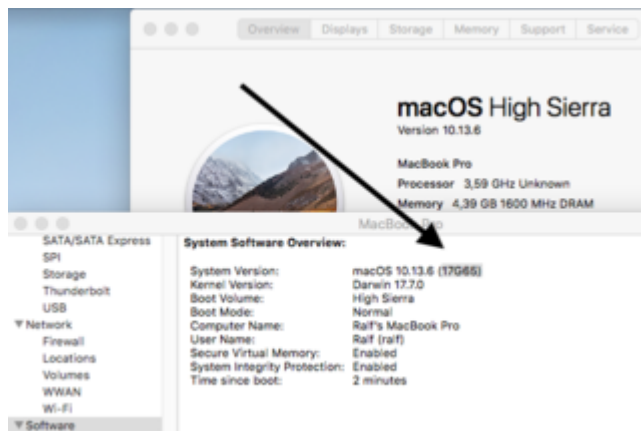 Overview Displays Storage Memory Support Service
macOS High Sierra
Version 10.13.6
MacBook Pro
Processor 3,59 GHz Unknown
Memory 4,39 GB 1600 MHz DRAM
MacBook Pro
SATA/SATA Express
SPI
Storage
Thunderbolt
USB
Network
Firewall
Locations
Volumes
WWAN
Wi-Fi
Software
System Software Overview:
System Version: macOS 10.13.6 (17G65)
Kernel Version: Darwin 17.7.0
Boot Volume: High Sierra
Boot Mode: Normal
Computer Name: Ralf's MacBook Pro
User Name: Ralf (ralf)
Secure Virtual Memory: Enabled
System Integrity Protection: Enabled
Time since boot: 2 minutes